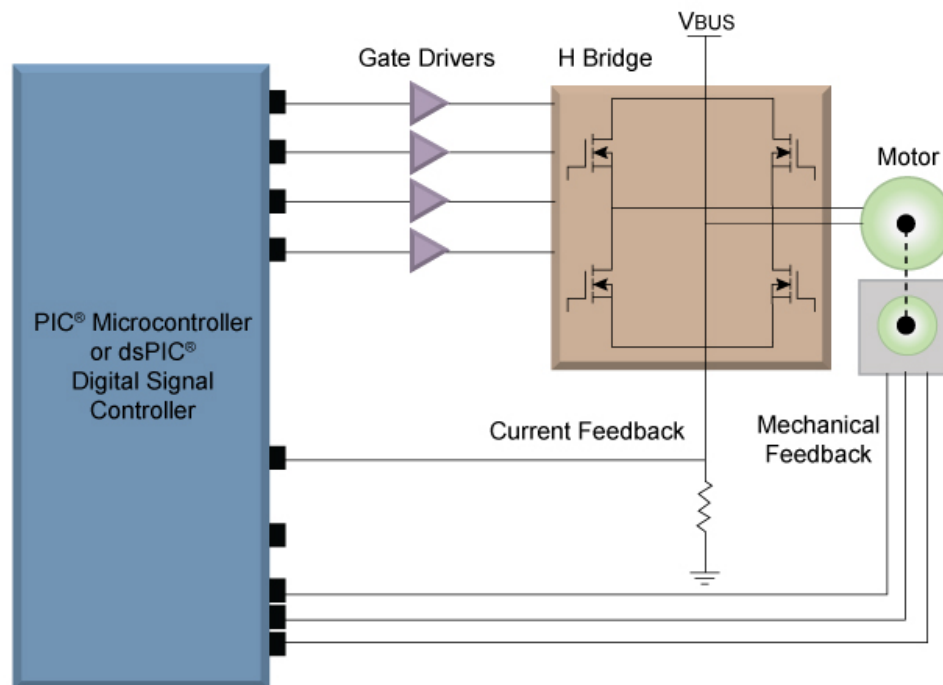 VBUS
Gate Drivers
H Bridge
Motor
PIC® Microcontroller
or dsPIC®
Digital Signal
Controller
Current Feedback
Mechanical
Feedback